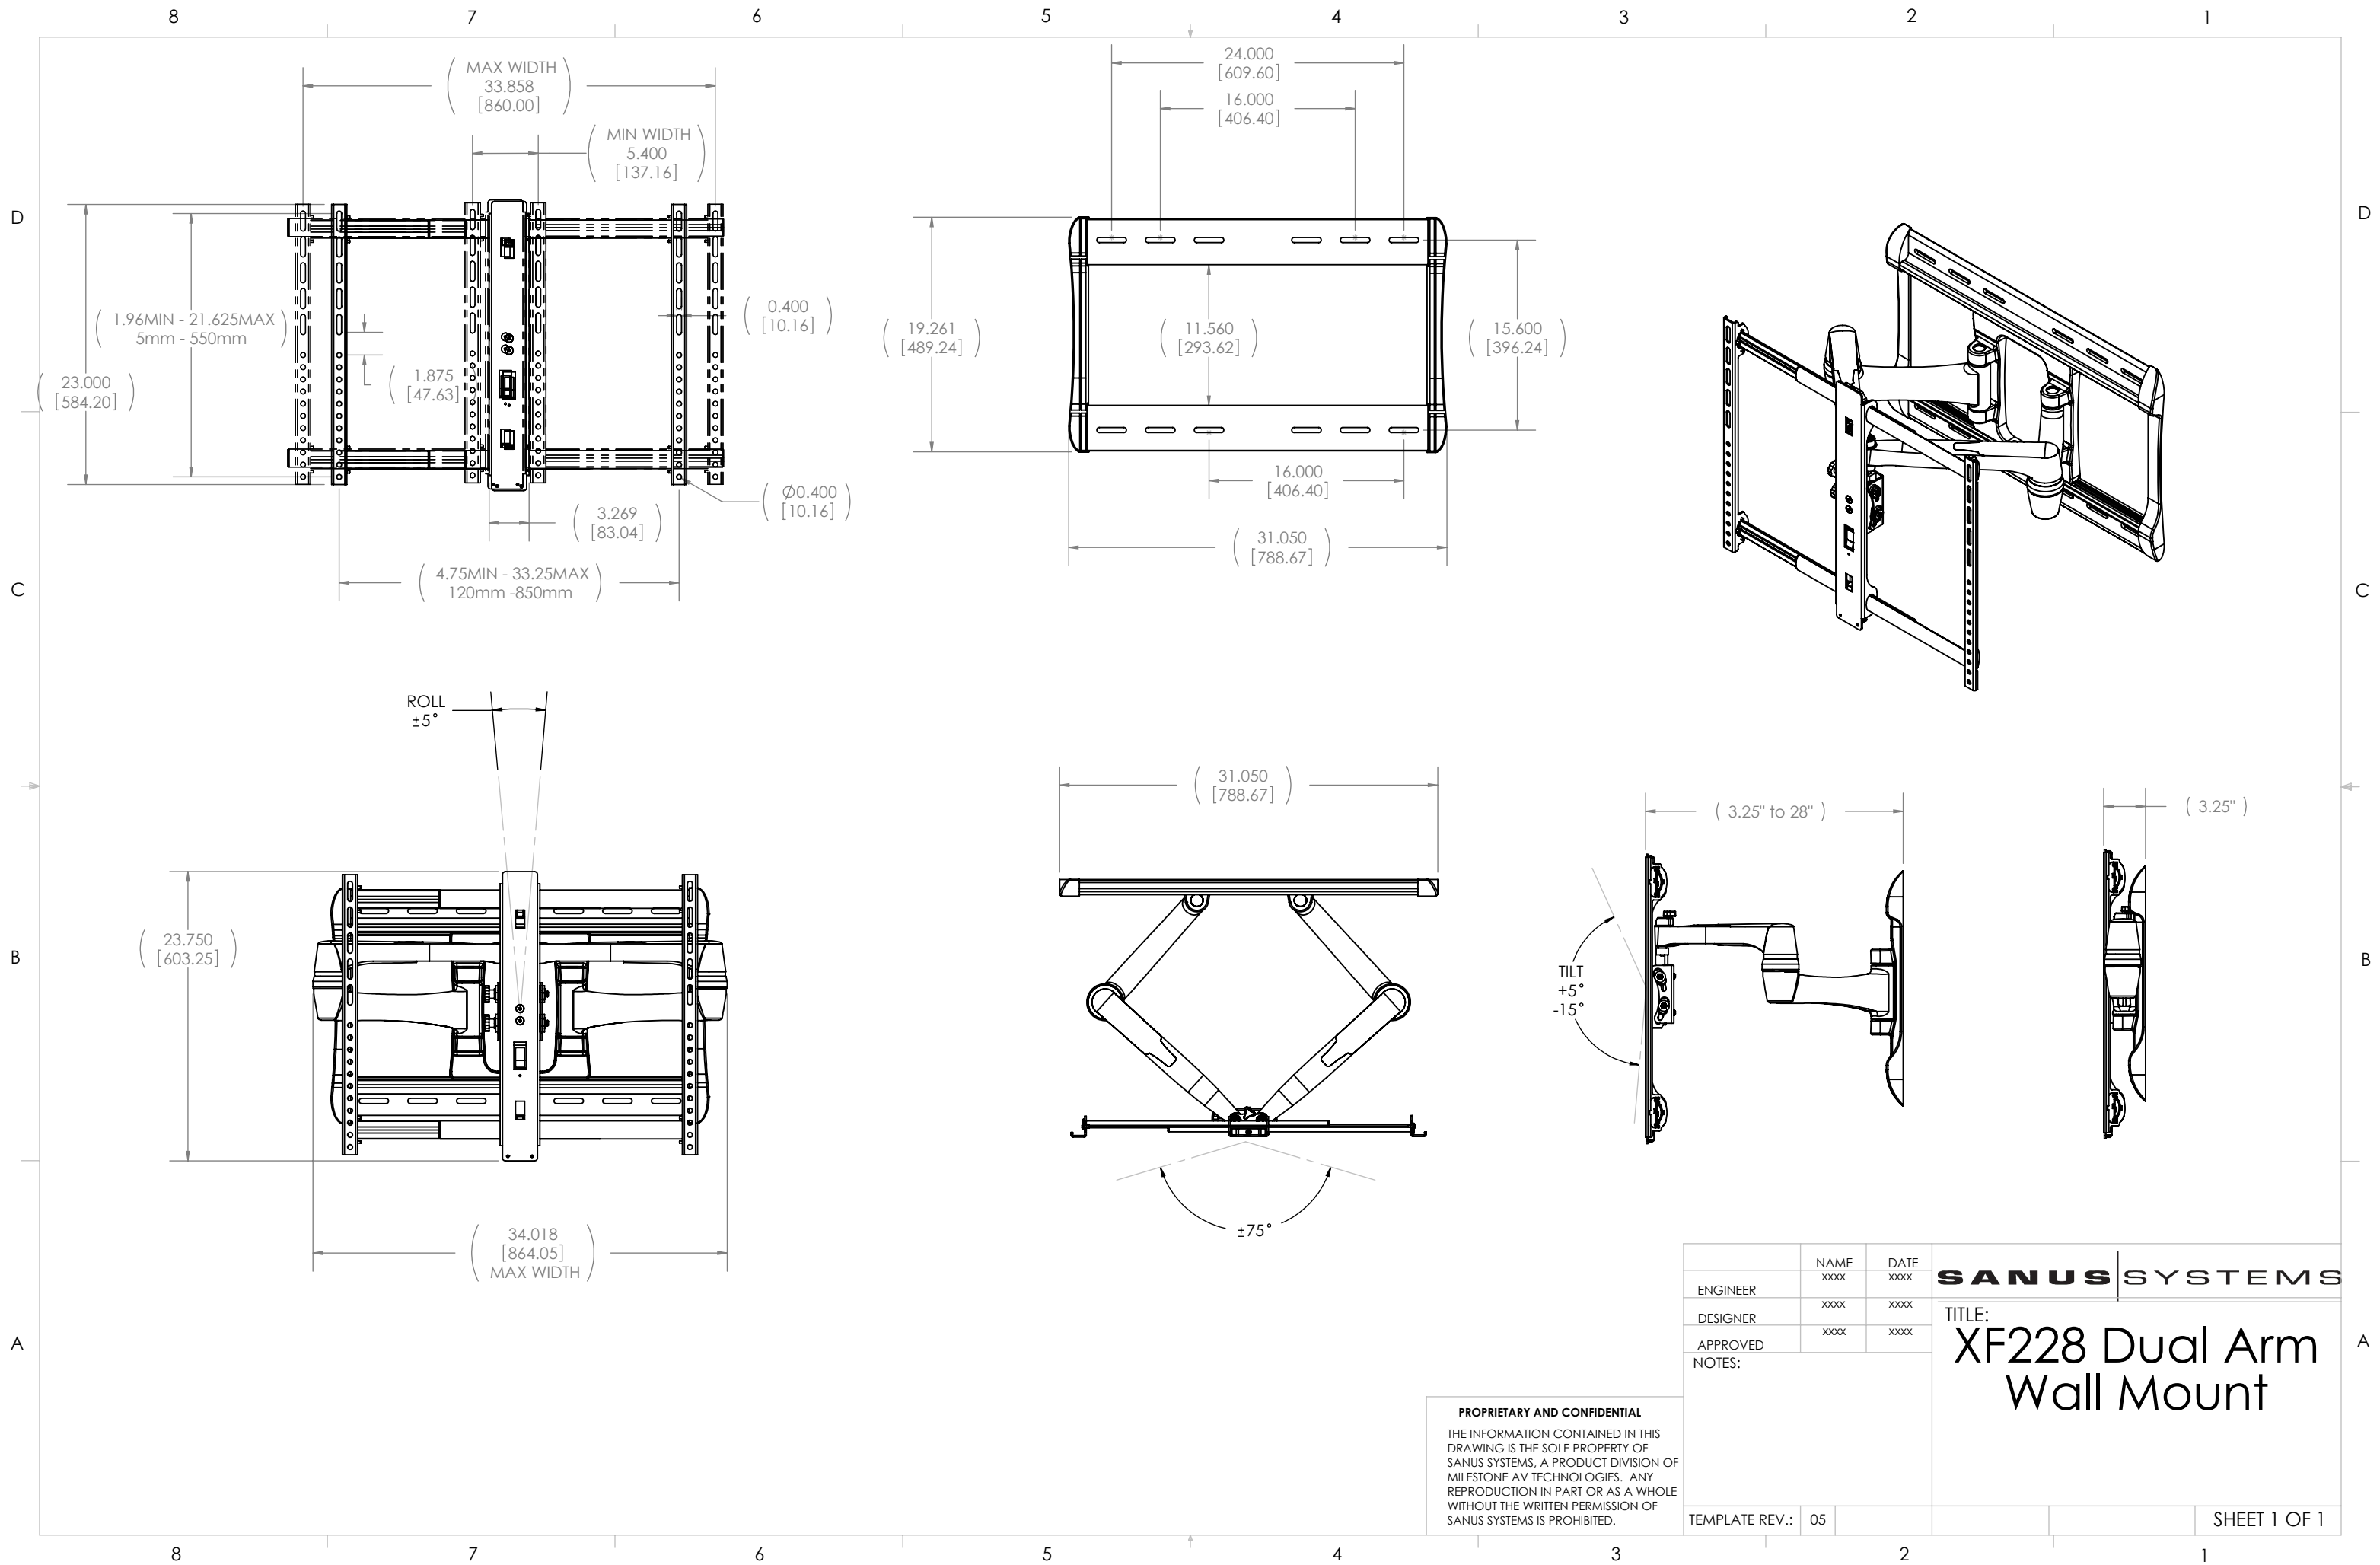 8 7 6 5 4 3 2 1
D
D
C
C
B
B
A
A
( MAX WIDTH )
33.858
[860.00]
( MIN WIDTH )
5.400
[137.16]
( 1.96MIN - 21.625MAX )
5mm - 550mm
( 23.000 )
[584.20]
( 1.875
[47.63]
( 0.400 )
[10.16]
( Ø0.400 )
[10.16]
( 3.269 )
[83.04]
( 4.75MIN - 33.25MAX )
120mm -850mm
24.000
[609.60]
16.000
[406.40]
( 19.261 )
[489.24]
( 11.560 )
[293.62]
( 15.600 )
[396.24]
16.000
[406.40]
( 31.050 )
[788.67]
ROLL
±5°
( 23.750 )
[603.25]
( 34.018 )
[864.05]
MAX WIDTH
( 31.050 )
[788.67]
±75°
( 3.25" to 28" )
TILT
+5°
-15°
( 3.25" )
NAME DATE
ENGINEER XXXX XXXX
DESIGNER XXXX XXXX
APPROVED XXXX XXXX
NOTES:
SANUS SYSTEMS
TITLE:
XF228 Dual Arm
Wall Mount
PROPRIETARY AND CONFIDENTIAL
THE INFORMATION CONTAINED IN THIS
DRAWING IS THE SOLE PROPERTY OF
SANUS SYSTEMS, A PRODUCT DIVISION OF
MILESTONE AV TECHNOLOGIES. ANY
REPRODUCTION IN PART OR AS A WHOLE
WITHOUT THE WRITTEN PERMISSION OF
SANUS SYSTEMS IS PROHIBITED.
TEMPLATE REV.: 05
SHEET 1 OF 1
8 7 6 5 4 3 2 1